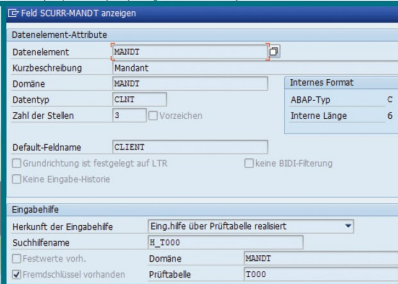 Feld SCURR-MANDT anzeigen
Datenelement-Attribute
Datenelement MANDT
Kurzbeschreibung Mandant
Domäne MANDT Internes Format
Datentyp CLNT ABAP-Typ C
Zahl der Stellen 3 Vorzeichen Interne Länge 6
Default-Feldname CLIENT
Grundrichtung ist festgelegt auf LTR keine BIDI-Filterung
Keine Eingabe-Historie
Eingabehilfe
Herkunft der Eingabehilfe Eing.hilfe über Prüftabelle realisiert
Suchhilfename H_T000
Festwerte vorh. Domäne MANDT
Fremdschlüssel vorhanden Prüftabelle T000